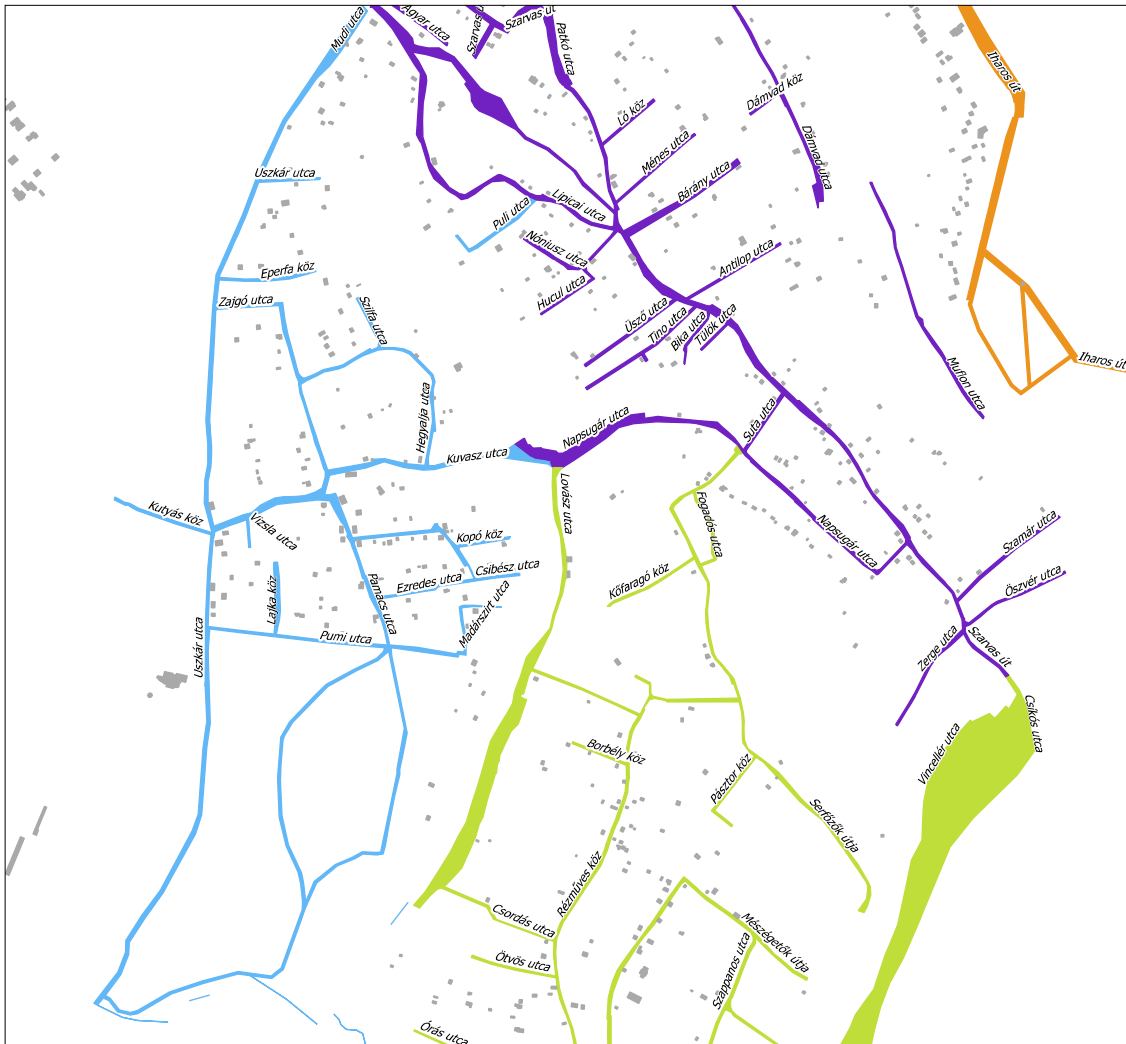 Mudi utca
Agyar utca
Szarvas u
Szarvas út
Patkó utca
Iharos út
Dámvad köz
Ló köz
Dámvad utca
Ménes utca
Uszkár utca
Bárány utca
Lipicai utca
Puli utca
Nóniusz utca
Antilop utca
Eperfa köz
Hucul utca
Zajgó utca
Szilfa utca
Üsző utca
Tino utca
Bika utca
Tülök utca
Iharos út
Muflon utca
Hegyalja utca
Napsugár utca
Suta utca
Kuvasz utca
Lovász utca
Fogadós utca
Kutyás köz
Vizsla utca
Napsugár utca
Szamár utca
Kopó köz
Csibész utca
Ezredes utca
Kőfaragó köz
Öszvér utca
Lajka köz
Pamacs utca
Madárszirt utca
Pumi utca
Uszkár utca
Zerge utca
Szarvas út
Csikós utca
Vincellér utca
Borbély köz
Pásztor köz
Serfőzők útja
Rézműves köz
Csordás utca
Mészégetők útja
Szappanos utca
Ötvös utca
Órás utca